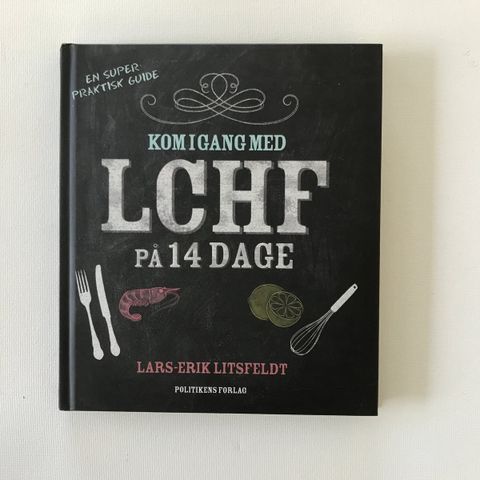 EN SUPER
PRAKTISK GUIDE
KOM I GANG MED
LCHF
PÅ 14 DAGE
LARS-ERIK LITSFELDT
POLITIKENS FORLAG